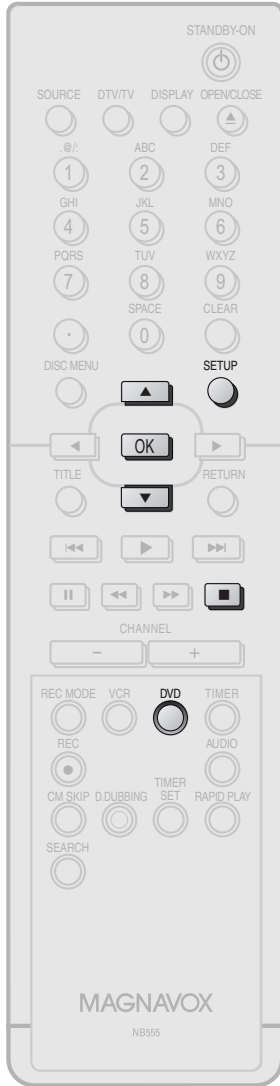 STANDBY-ON
SOURCE DTV/TV DISPLAY OPEN/CLOSE
.@/: ABC DEF
1 2 3
GHI JKL MNO
4 5 6
PQRS TUV WXYZ
7 8 9
SPACE CLEAR
. 0
DISC MENU SETUP
OK
TITLE RETURN
CHANNEL
− +
REC MODE VCR DVD TIMER
REC AUDIO
CM SKIP D.DUBBING TIMER SET RAPID PLAY
SEARCH
MAGNAVOX
NB555